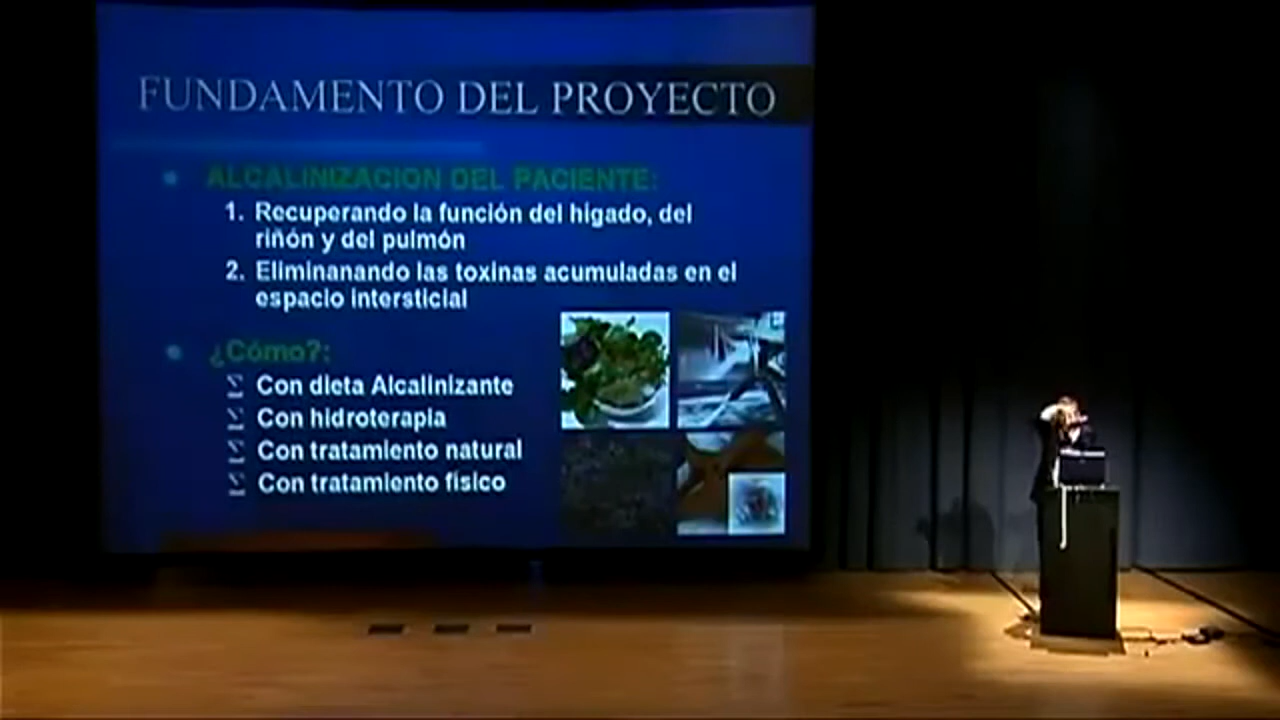 FUNDAMENTO DEL PROYECTO
ALCALINIZACION DEL PACIENTE:
1. Recuperando la función del higado, del
riñón y del pulmón
2. Eliminanando las toxinas acumuladas en el
espacio intersticial
¿Cómo?:
Con dieta Alcalinizante
Con hidroterapia
Con tratamiento natural
Con tratamiento físico